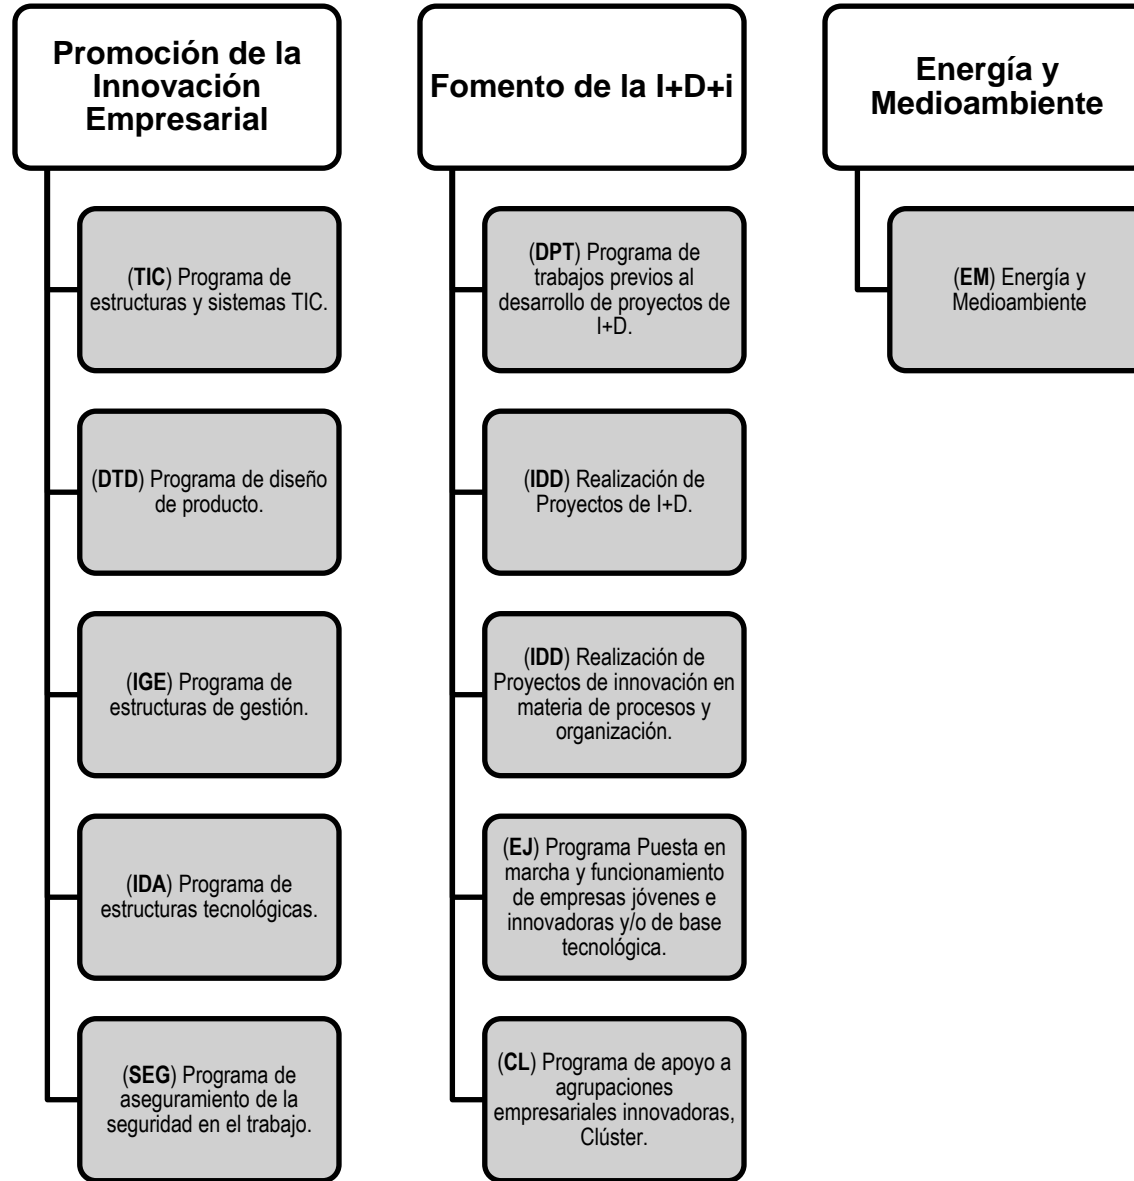 Promoción de la
Innovación
Empresarial
(TIC) Programa de
estructuras y sistemas TIC.
(DTD) Programa de diseño
de producto.
(IGE) Programa de
estructuras de gestión.
(IDA) Programa de
estructuras tecnológicas.
(SEG) Programa de
aseguramiento de la
seguridad en el trabajo.
Fomento de la I+D+i
(DPT) Programa de
trabajos previos al
desarrollo de proyectos de
I+D.
(IDD) Realización de
Proyectos de I+D.
(IDD) Realización de
Proyectos de innovación en
materia de procesos y
organización.
(EJ) Programa Puesta en
marcha y funcionamiento
de empresas jóvenes e
innovadoras y/o de base
tecnológica.
(CL) Programa de apoyo a
agrupaciones
empresariales innovadoras,
Clúster.
Energía y
Medioambiente
(EM) Energía y
Medioambiente